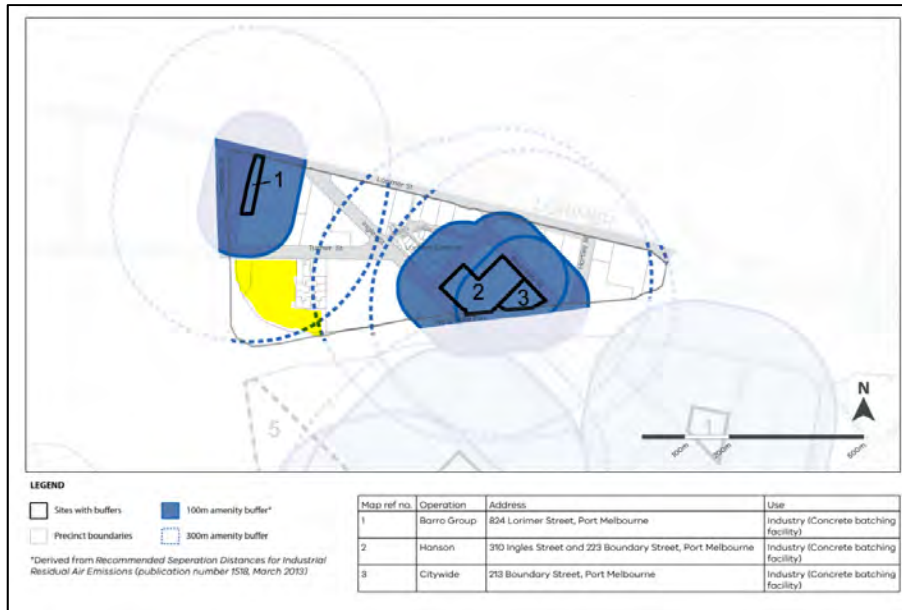 1
Lorimer St
LORIMER
Turner St
2
3
5
1
N
100m
200m
500m
LEGEND
Sites with buffers
100m amenity buffer*
Precinct boundaries
300m amenity buffer
*Derived from Recommended Seperation Distances for Industrial
Residual Air Emissions (publication number 1518, March 2013)
Map ref no. Operation Address Use
1 Barro Group 824 Lorimer Street, Port Melbourne Industry (Concrete batching
facility)
2 Hanson 310 Ingles Street and 223 Boundary Street, Port Melbourne Industry (Concrete batching
facility)
3 Citywide 213 Boundary Street, Port Melbourne Industry (Concrete batching
facility)